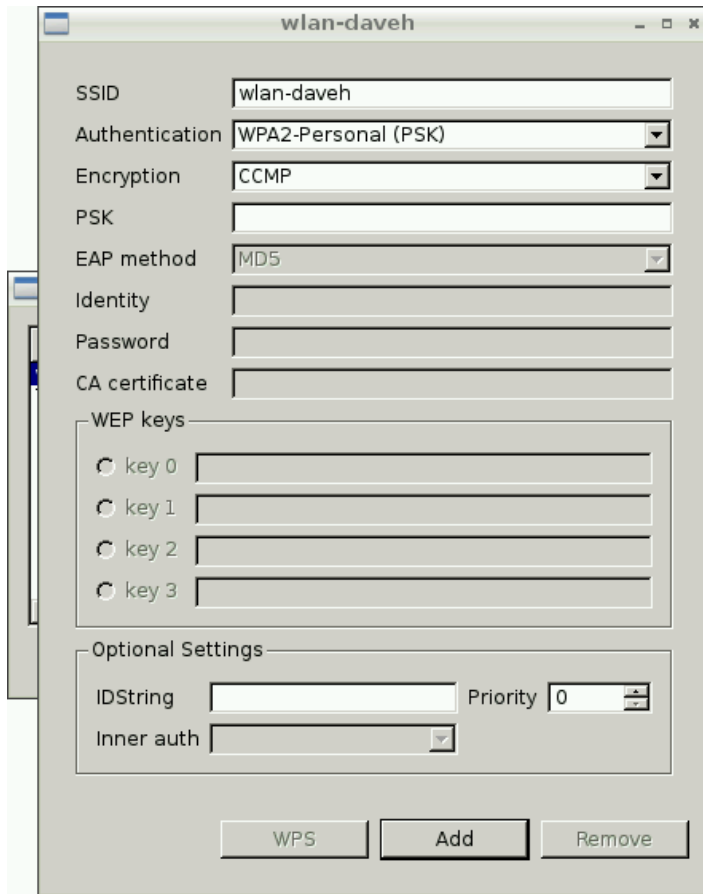 wlan-daveh
SSID wlan-daveh
Authentication WPA2-Personal (PSK)
Encryption CCMP
PSK
EAP method MD5
Identity
Password
CA certificate
WEP keys
key 0
key 1
key 2
key 3
Optional Settings
IDString Priority 0
Inner auth
WPS Add Remove